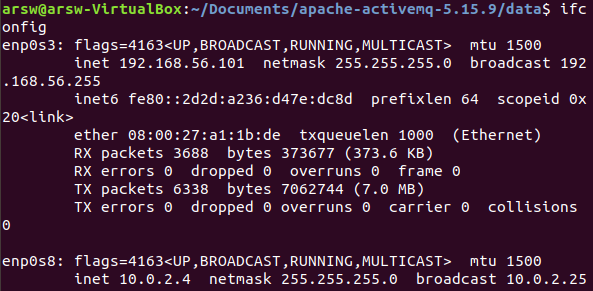 arsw@arsw-VirtualBox:~/Documents/apache-activemq-5.15.9/data$ ifc
onfig
enp0s3: flags=4163<UP,BROADCAST,RUNNING,MULTICAST>  mtu 1500
        inet 192.168.56.101  netmask 255.255.255.0  broadcast 192
.168.56.255
        inet6 fe80::2d2d:a236:d47e:dc8d  prefixlen 64  scopeid 0x
20<link>
        ether 08:00:27:a1:1b:de  txqueuelen 1000  (Ethernet)
        RX packets 3688  bytes 373677 (373.6 KB)
        RX errors 0  dropped 0  overruns 0  frame 0
        TX packets 6338  bytes 7062744 (7.0 MB)
        TX errors 0  dropped 0 overruns 0  carrier 0  collisions
0
enp0s8: flags=4163<UP,BROADCAST,RUNNING,MULTICAST>  mtu 1500
        inet 10.0.2.4  netmask 255.255.255.0  broadcast 10.0.2.25